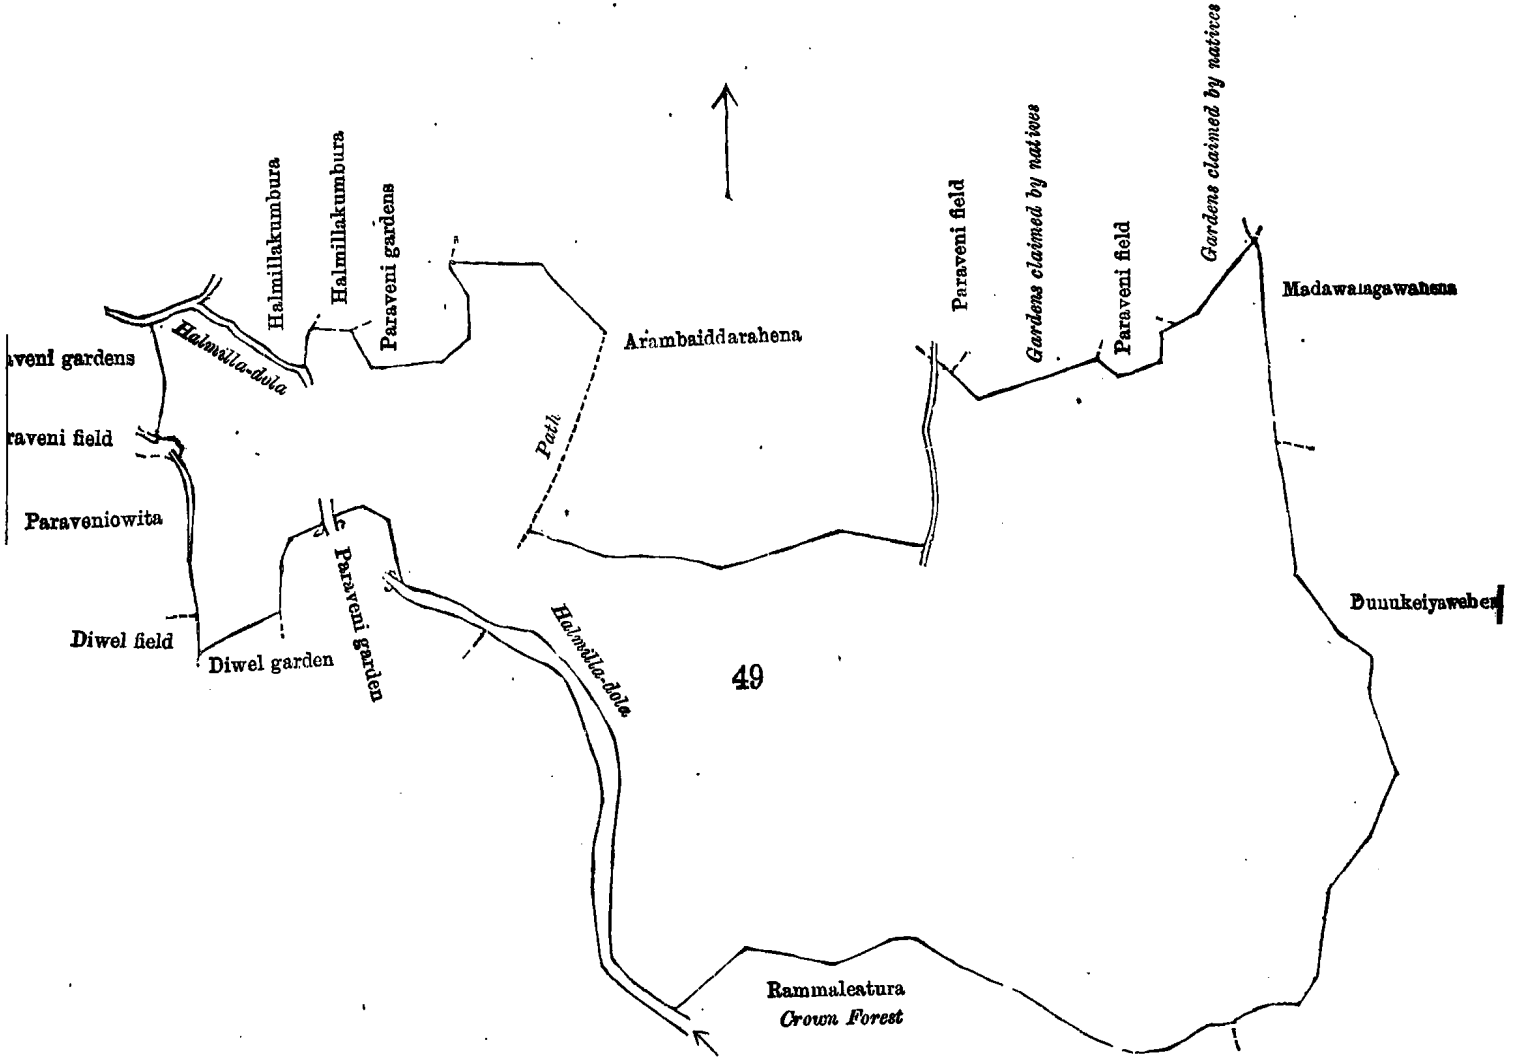 Gardens claimed by natives
Gardens claimed by natives
Halmillakumbura
Halmillakumbura
Paraveni gardens
Paraveni field
Paraveni field
Madawalagawahena
Arambaiddarahena
Halmilla-dola
aveni gardens
raveni field
Path
Paraveniowita
Paraveni garden
Halmilla-dola
Diwel field
Diwel garden
49
Rammaleatura
Crown Forest